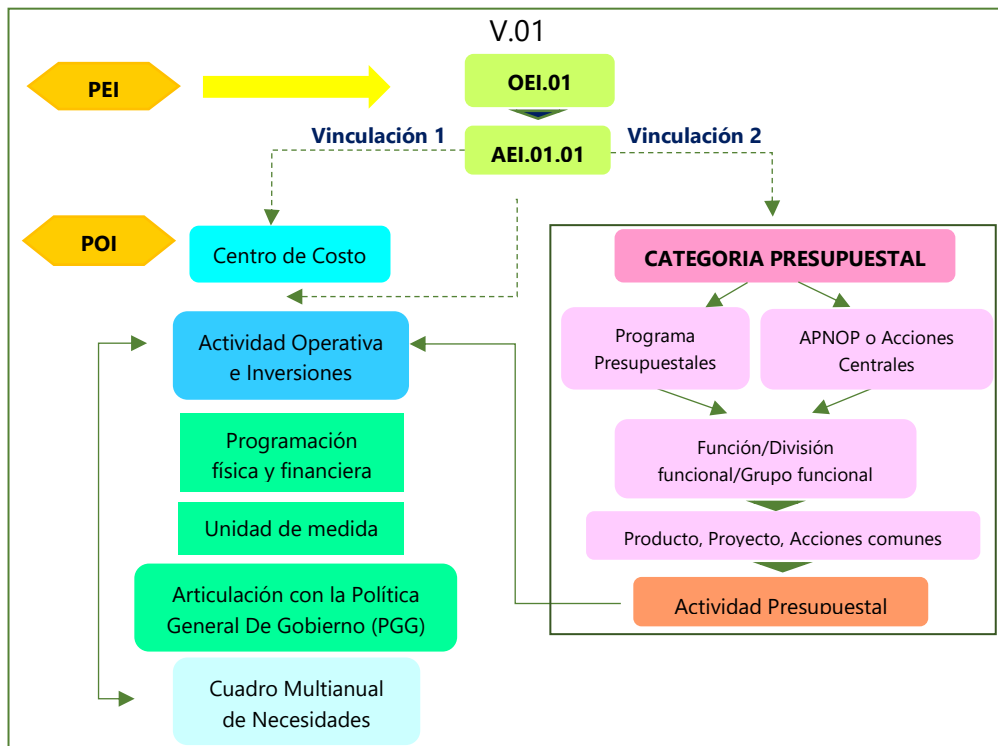 V.01
PEI
OEI.01
Vinculación 1
AEI.01.01
Vinculación 2
POI
Centro de Costo
Actividad Operativa
e Inversiones
Programación
física y financiera
Unidad de medida
Articulación con la Política
General De Gobierno (PGG)
Cuadro Multianual
de Necesidades
CATEGORIA PRESUPUESTAL
Programa
Presupuestales
APNOP o Acciones
Centrales
Función/División
funcional/Grupo funcional
Producto, Proyecto, Acciones comunes
Actividad Presupuestal